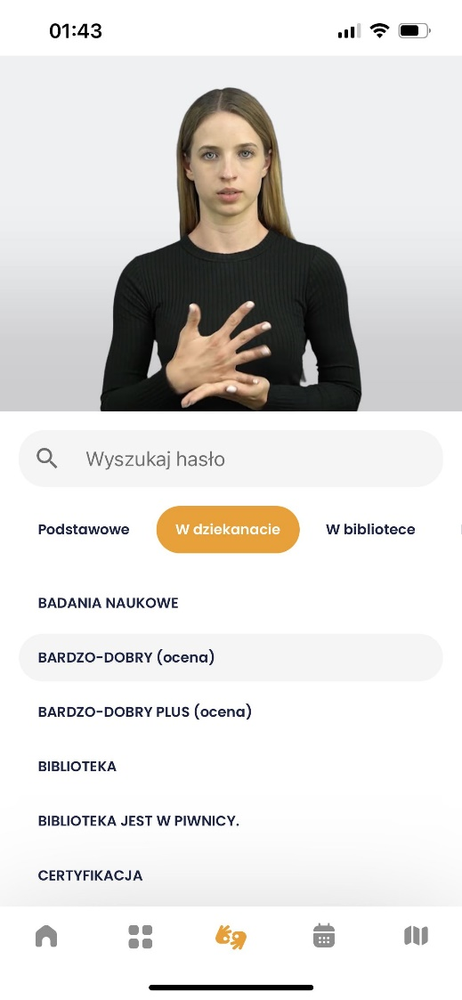 01:43
Wyszukaj hasło
Podstawowe W dziekanacie W bibliotece
BADANIA NAUKOWE
BARDZO-DOBRY (ocena)
BARDZO-DOBRY PLUS (ocena)
BIBLIOTEKA
BIBLIOTEKA JEST W PIWNICY.
CERTYFIKACJA